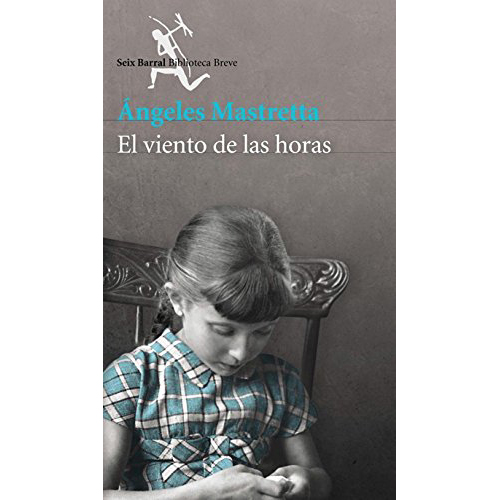 Seix Barral Biblioteca Breve
Ángeles Mastretta
El viento de las horas